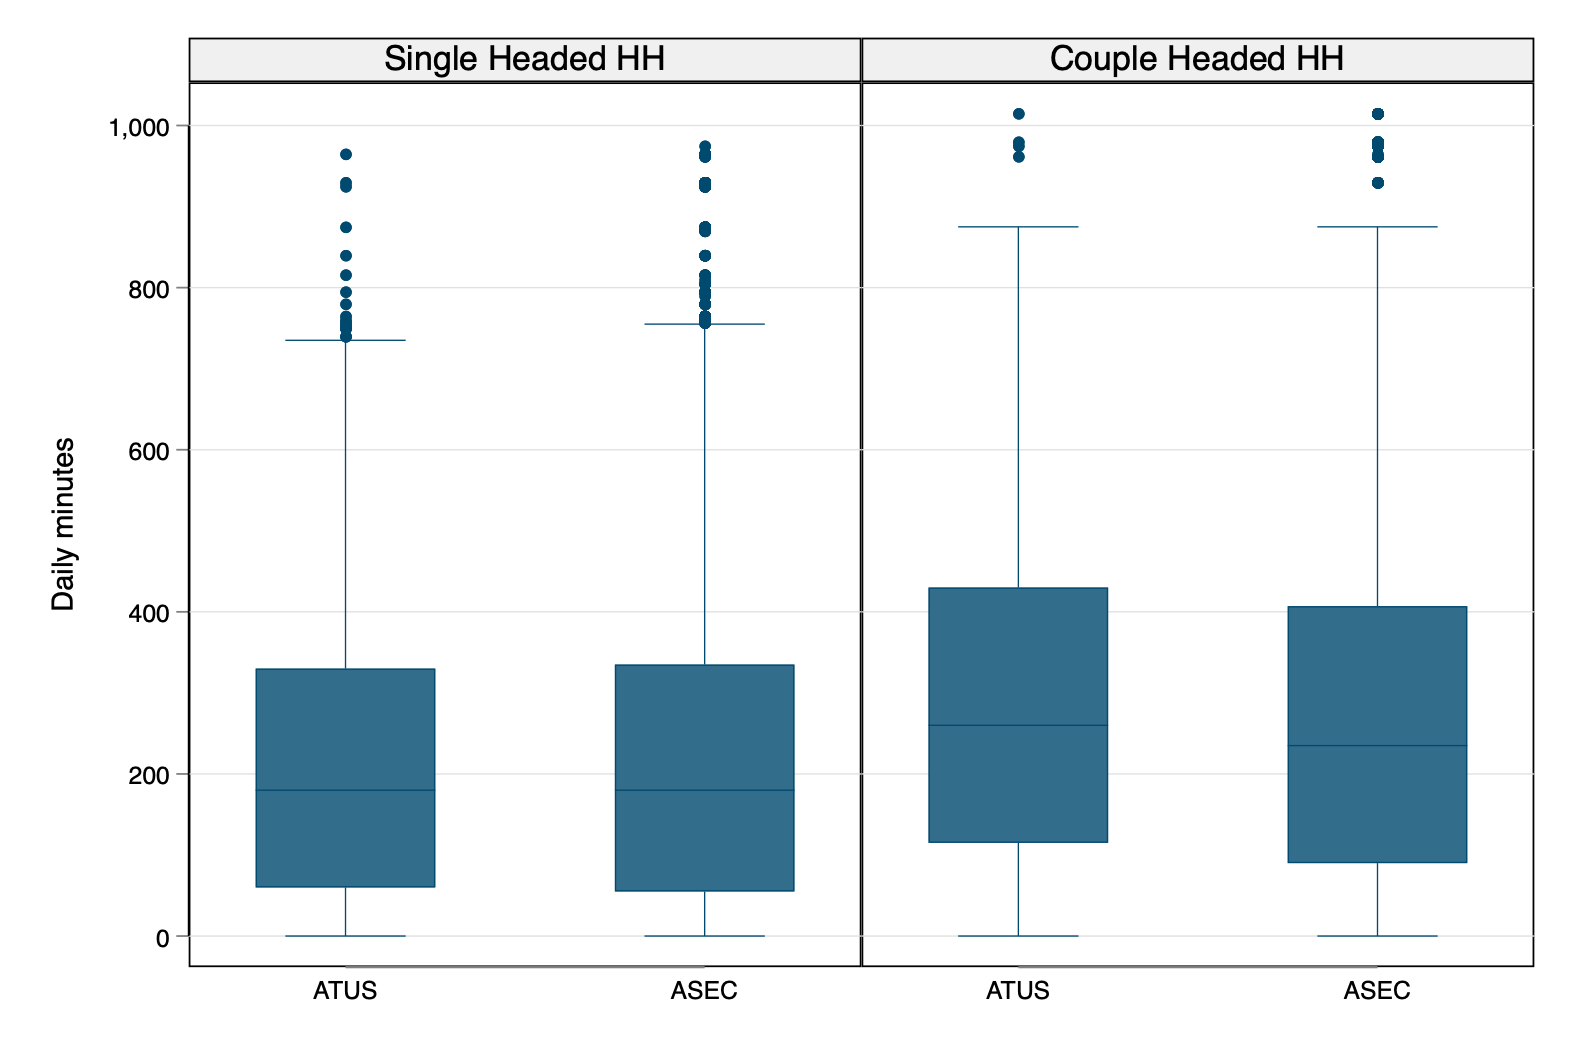 Single Headed HH
Couple Headed HH
Daily minutes
1,000
800
600
400
200
0
ATUS
ASEC
ATUS
ASEC